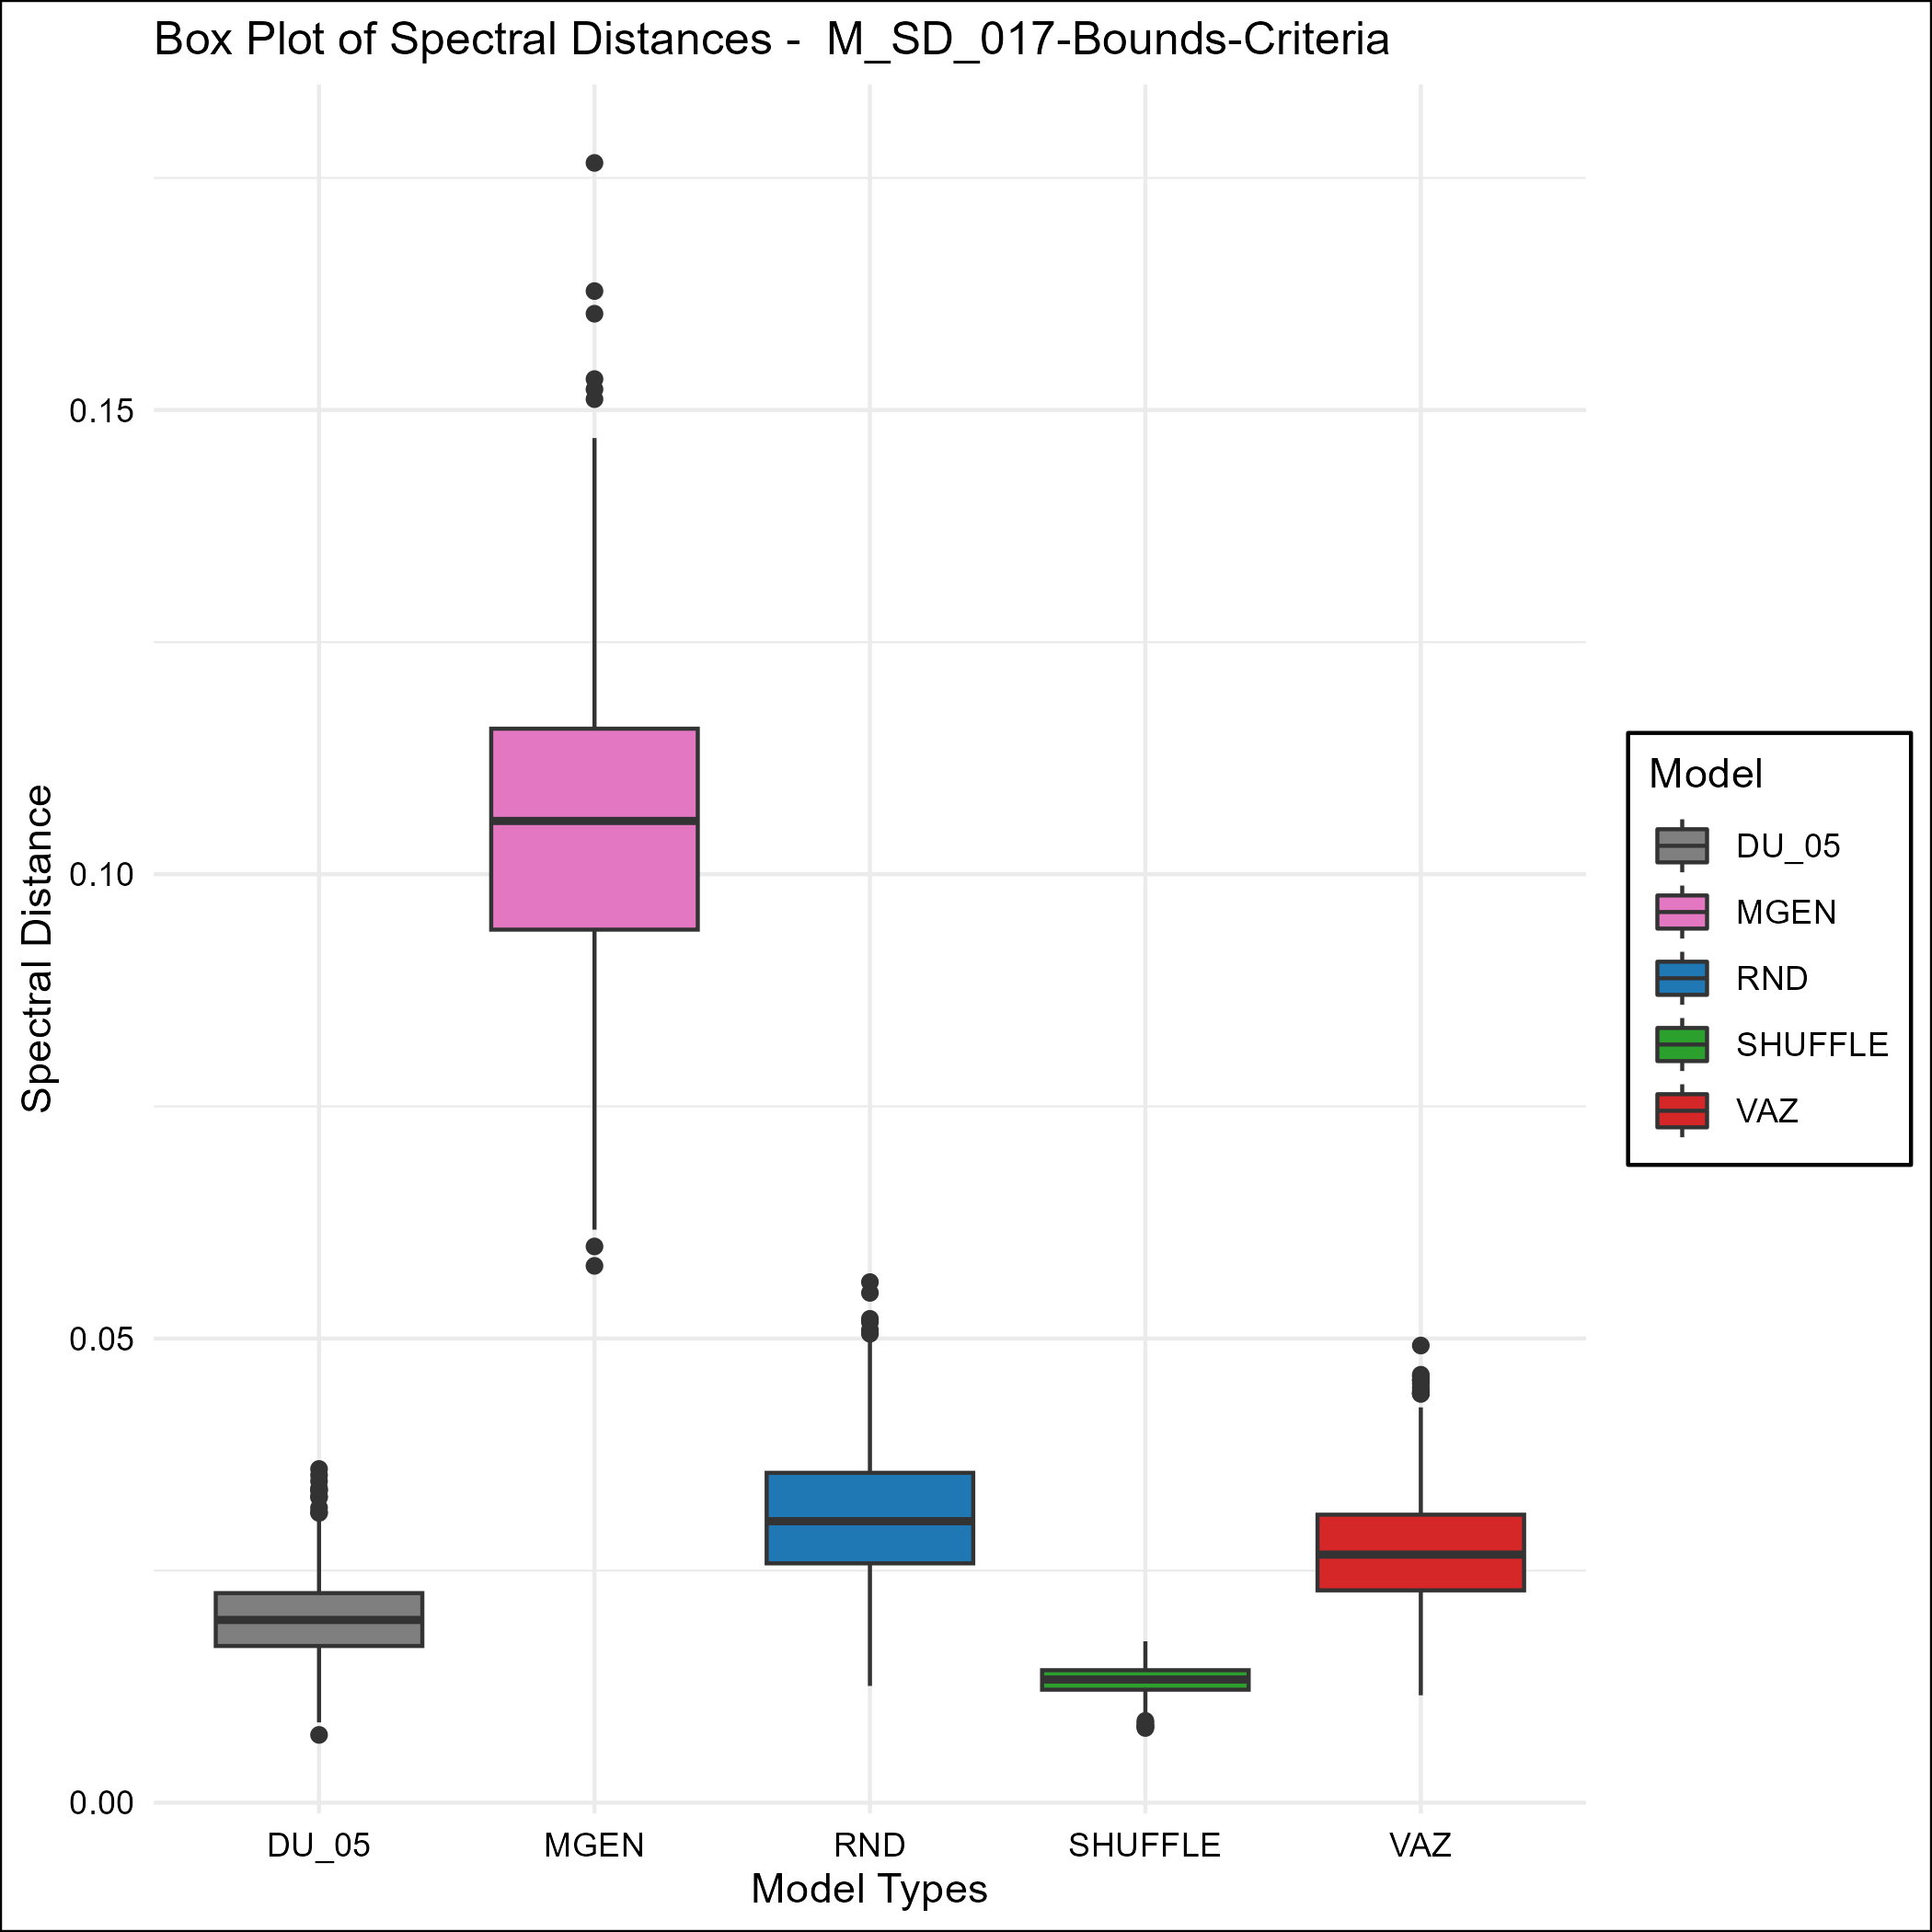 Box Plot of Spectral Distances -  M_SD_017-Bounds-Criteria
Spectral Distance
0.15
0.10
0.05
0.00
DU_05
MGEN
RND
SHUFFLE
VAZ
Model Types
Model
DU_05
MGEN
RND
SHUFFLE
VAZ